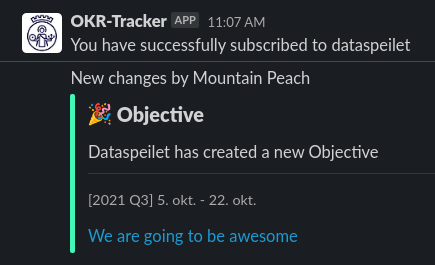 OKR-Tracker APP 11:07 AM
You have successfully subscribed to dataspeilet
New changes by Mountain Peach
🎉 Objective
Dataspeilet has created a new Objective
[2021 Q3] 5. okt. - 22. okt.
We are going to be awesome